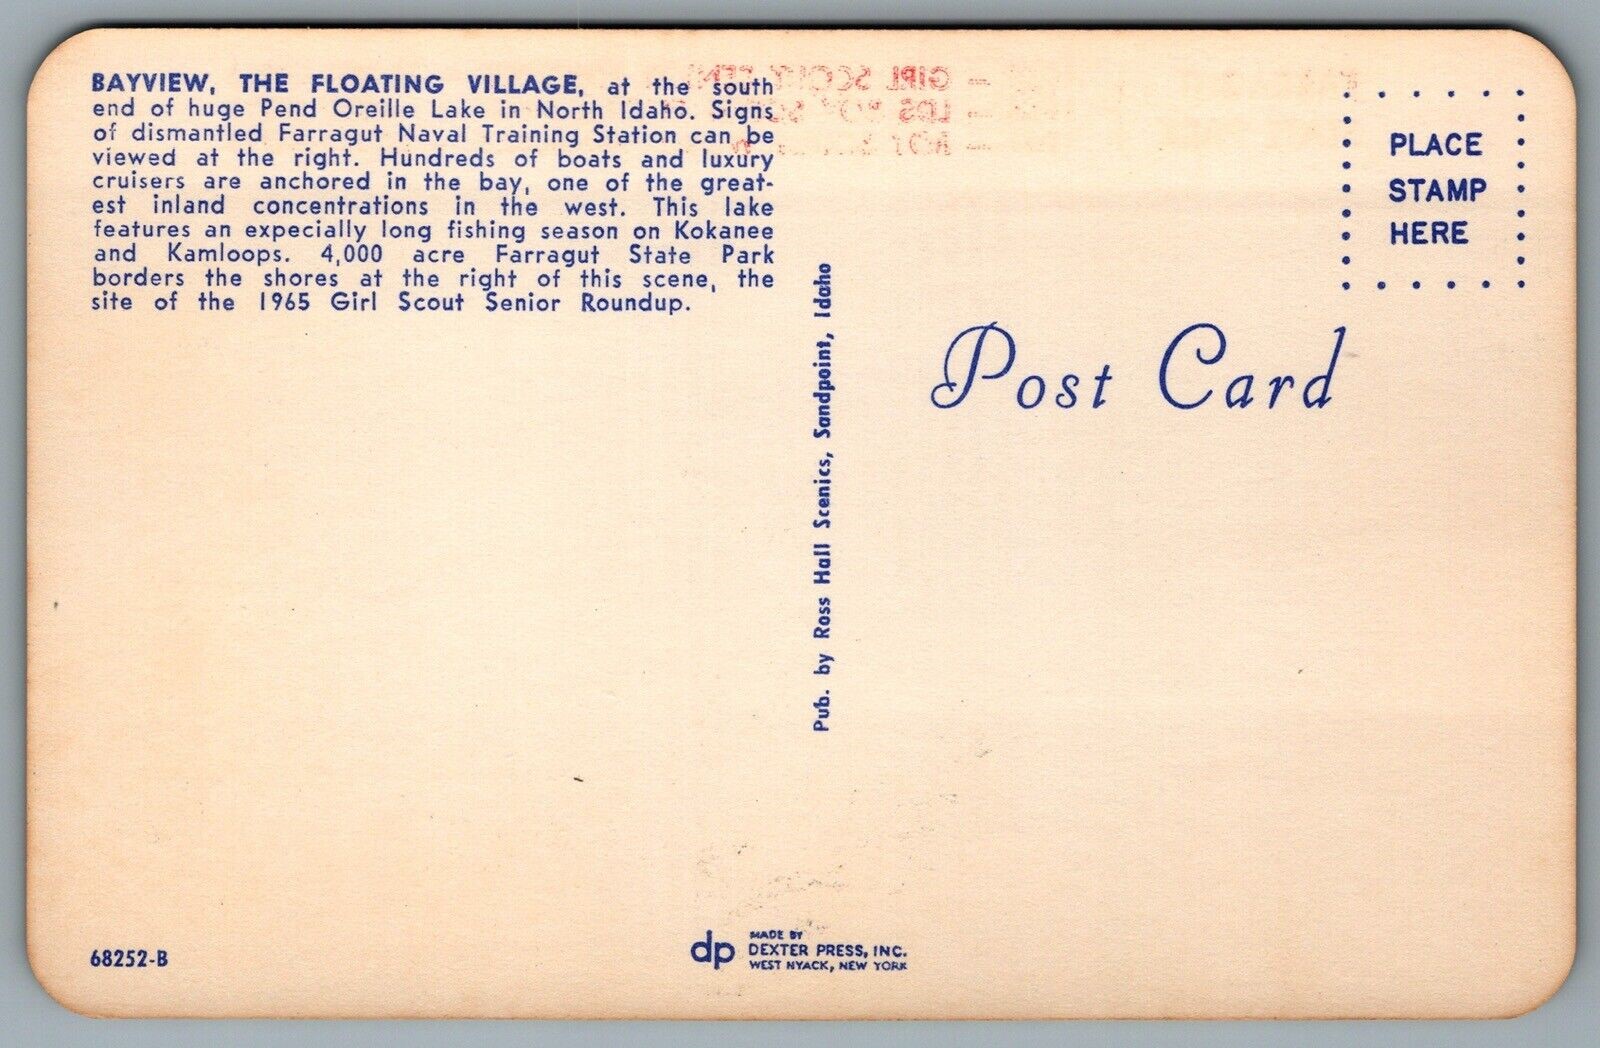 BAYVIEW, THE FLOATING VILLAGE, at the south
end of huge Pend Oreille Lake in North Idaho. Signs
of dismantled Farragut Naval Training Station can be
viewed at the right. Hundreds of boats and luxury
cruisers are anchored in the bay, one of the great-
est inland concentrations in the west. This lake
features an expecially long fishing season on Kokanee
and Kamloops. 4,000 acre Farragut State Park
borders the shores at the right of this scene, the
site of the 1965 Girl Scout Senior Roundup.
GIRL SCOUT
LDS
PLACE
STAMP
HERE
Post Card
Pub. by Ross Hall Scenics, Sandpoint, Idaho
68252-B
dp
MADE BY
DEXTER PRESS, INC.
WEST NYACK, NEW YORK